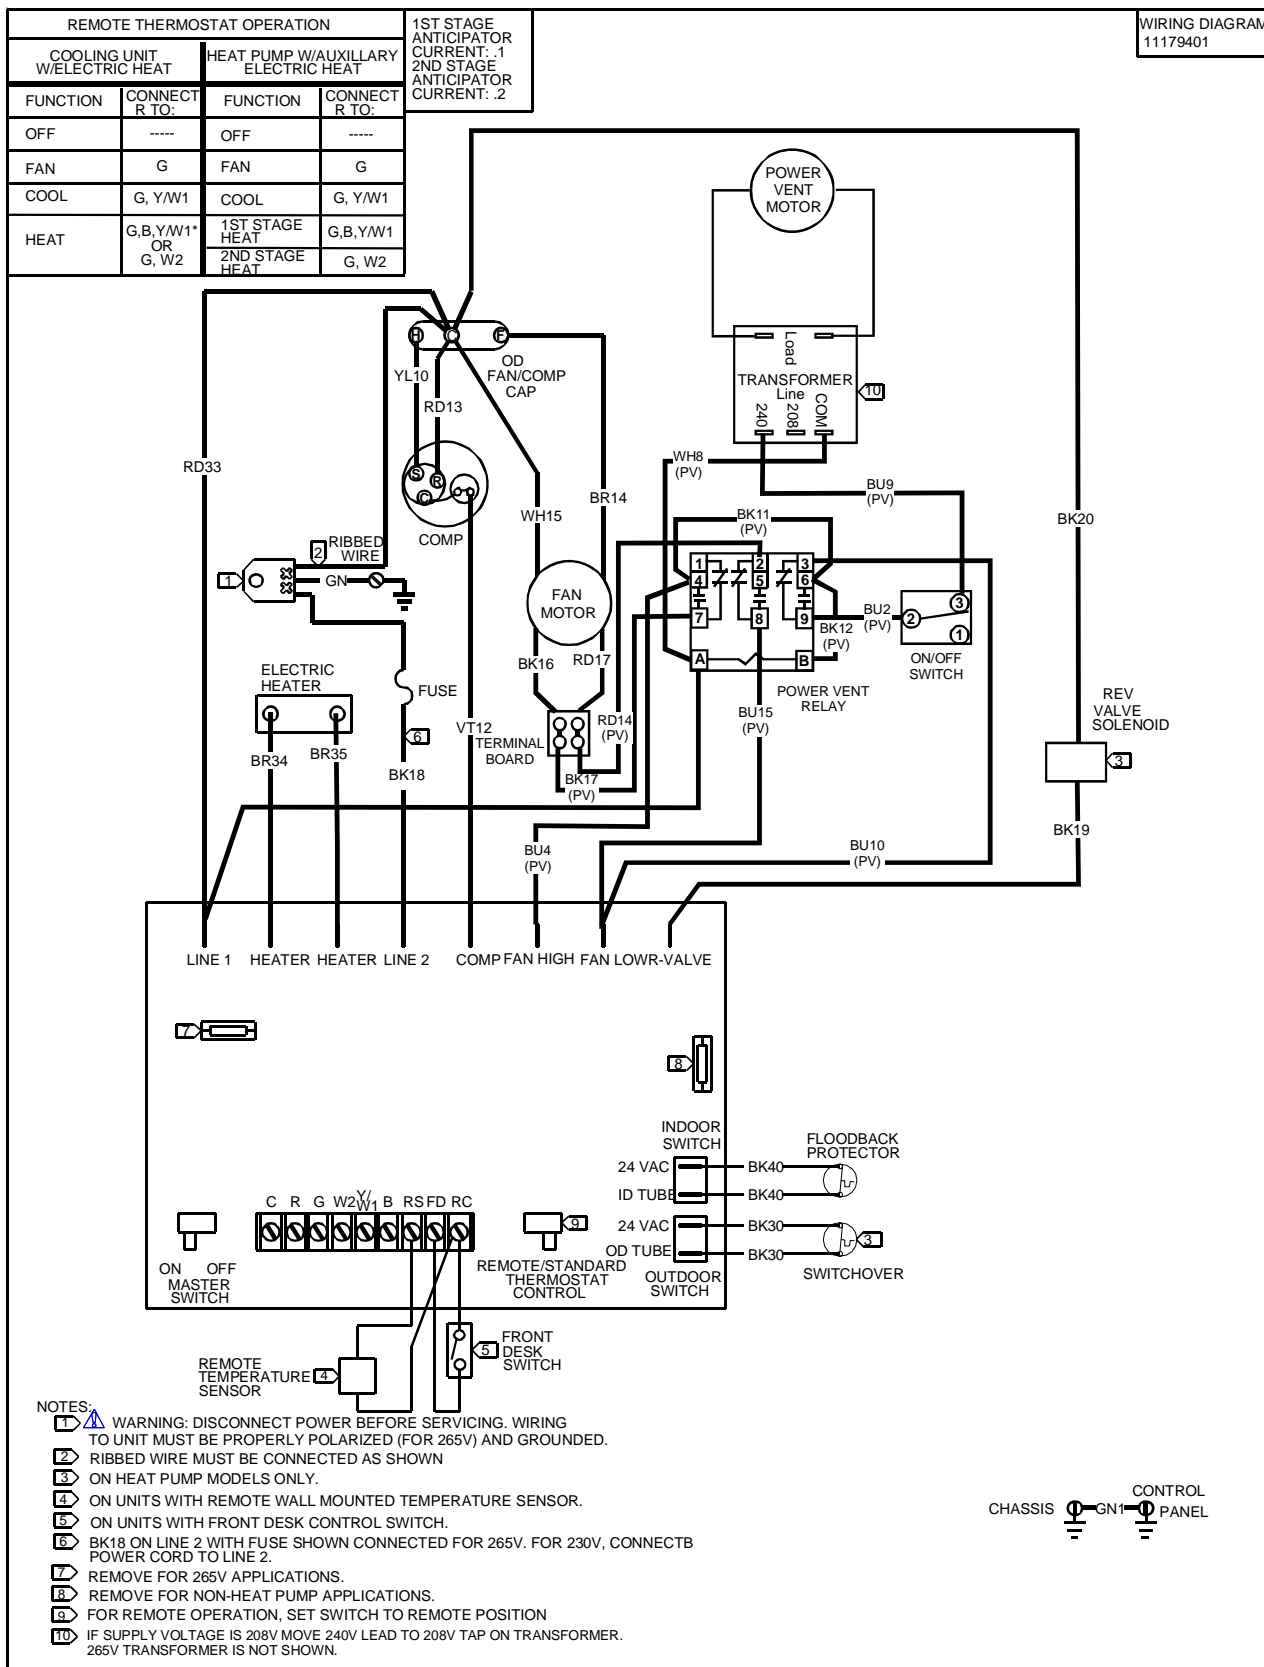 REMOTE THERMOSTAT OPERATION
COOLING UNIT
W/ELECTRIC HEAT
HEAT PUMP W/AUXILLARY
ELECTRIC HEAT
FUNCTION
CONNECT
R TO:
FUNCTION
CONNECT
R TO:
OFF
-----
OFF
-----
FAN
G
FAN
G
COOL
G, Y/W1
COOL
G, Y/W1
HEAT
G,B,Y/W1*
OR
G, W2
1ST STAGE
HEAT
G,B,Y/W1
2ND STAGE
HEAT
G, W2
1ST STAGE
ANTICIPATOR
CURRENT: .1
2ND STAGE
ANTICIPATOR
CURRENT: .2
WIRING DIAGRAM
11179401
POWER
VENT
MOTOR
Load
TRANSFORMER
Line
240
208
COM
10
H
C
F
OD
FAN/COMP
CAP
YL10
RD13
RD33
S
R
C
COMP
WH15
BR14
WH8
(PV)
BU9
(PV)
BK11
(PV)
BK20
2
RIBBED
WIRE
1
GN
FAN
MOTOR
1
2
3
4
5
6
7
8
9
A
B
BK12
(PV)
BU2
(PV)
3
2
1
ON/OFF
SWITCH
POWER VENT
RELAY
BK16
RD17
ELECTRIC
HEATER
FUSE
6
VT12
TERMINAL
BOARD
RD14
(PV)
BU15
(PV)
REV
VALVE
SOLENOID
3
BR34
BR35
BK18
BK17
(PV)
BU4
(PV)
BU10
(PV)
BK19
LINE 1
HEATER
HEATER
LINE 2
COMP
FAN HIGH
FAN LOW
R-VALVE
7
8
INDOOR
SWITCH
24 VAC
ID TUBE
BK40
BK40
FLOODBACK
PROTECTOR
24 VAC
OD TUBE
BK30
BK30
3
SWITCHOVER
OUTDOOR
SWITCH
C R G W2 Y/W1 B RS FD RC
ON OFF
MASTER
SWITCH
9
REMOTE/STANDARD
THERMOSTAT
CONTROL
REMOTE
TEMPERATURE
SENSOR
4
5
FRONT
DESK
SWITCH
NOTES:
1 WARNING: DISCONNECT POWER BEFORE SERVICING. WIRING
TO UNIT MUST BE PROPERLY POLARIZED (FOR 265V) AND GROUNDED.
2 RIBBED WIRE MUST BE CONNECTED AS SHOWN
3 ON HEAT PUMP MODELS ONLY.
4 ON UNITS WITH REMOTE WALL MOUNTED TEMPERATURE SENSOR.
5 ON UNITS WITH FRONT DESK CONTROL SWITCH.
6 BK18 ON LINE 2 WITH FUSE SHOWN CONNECTED FOR 265V. FOR 230V, CONNECTB
POWER CORD TO LINE 2.
7 REMOVE FOR 265V APPLICATIONS.
8 REMOVE FOR NON-HEAT PUMP APPLICATIONS.
9 FOR REMOTE OPERATION, SET SWITCH TO REMOTE POSITION
10 IF SUPPLY VOLTAGE IS 208V MOVE 240V LEAD TO 208V TAP ON TRANSFORMER.
265V TRANSFORMER IS NOT SHOWN.
CHASSIS
GN1
CONTROL
PANEL